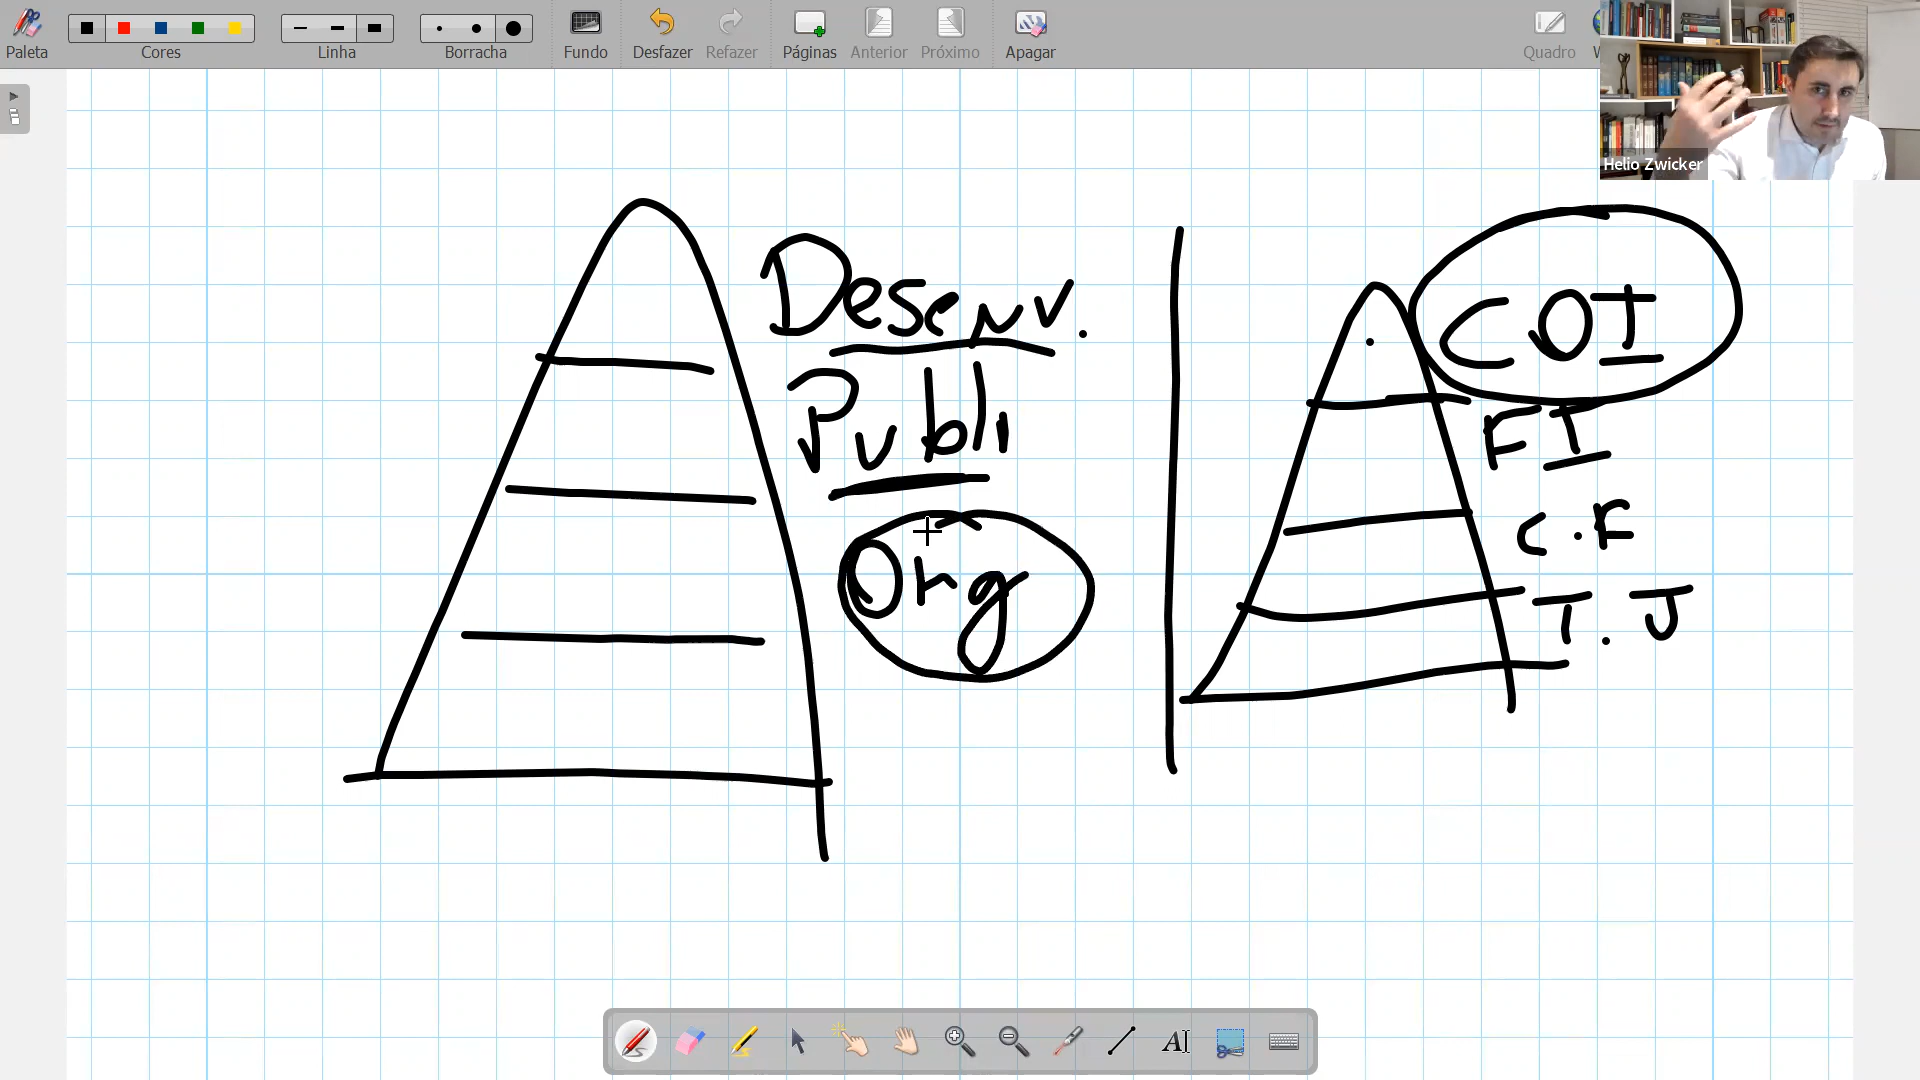 Paleta
Cores
Linha
Borracha
Fundo
Desfazer
Refazer
Páginas
Anterior
Próximo
Apagar
Quadro
Helio Zwicker
Desenv.
Publi
Org
COI
FI
C.F
T.J
AI